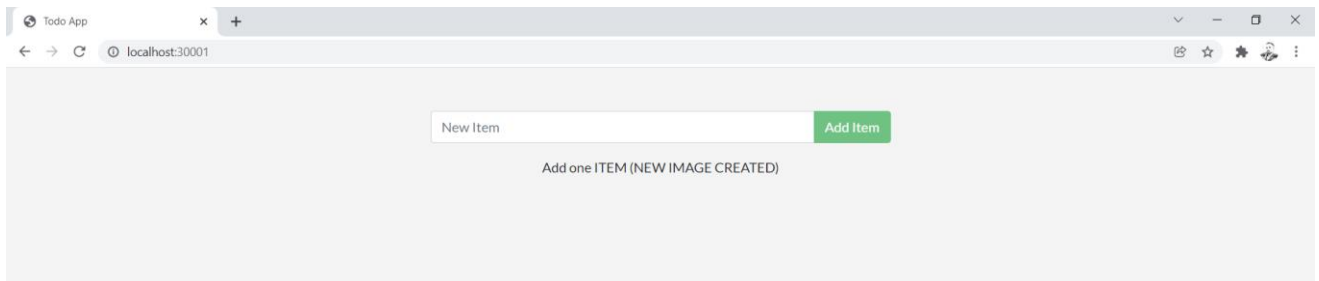 Todo App
localhost:30001
New Item
Add Item
Add one ITEM (NEW IMAGE CREATED)